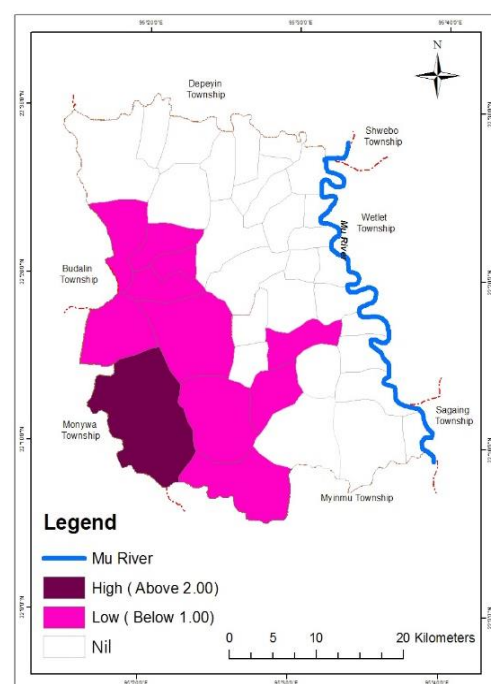 N
Depeyin
Township
Shwebo
Township
Wetlet
Township
Mu River
Budalin
Township
Sagaing
Township
Monywa
Township
Myinmu Township
Legend
Mu River
High ( Above 2.00)
Low ( Below 1.00)
Nil
0 5 10 20 Kilometers